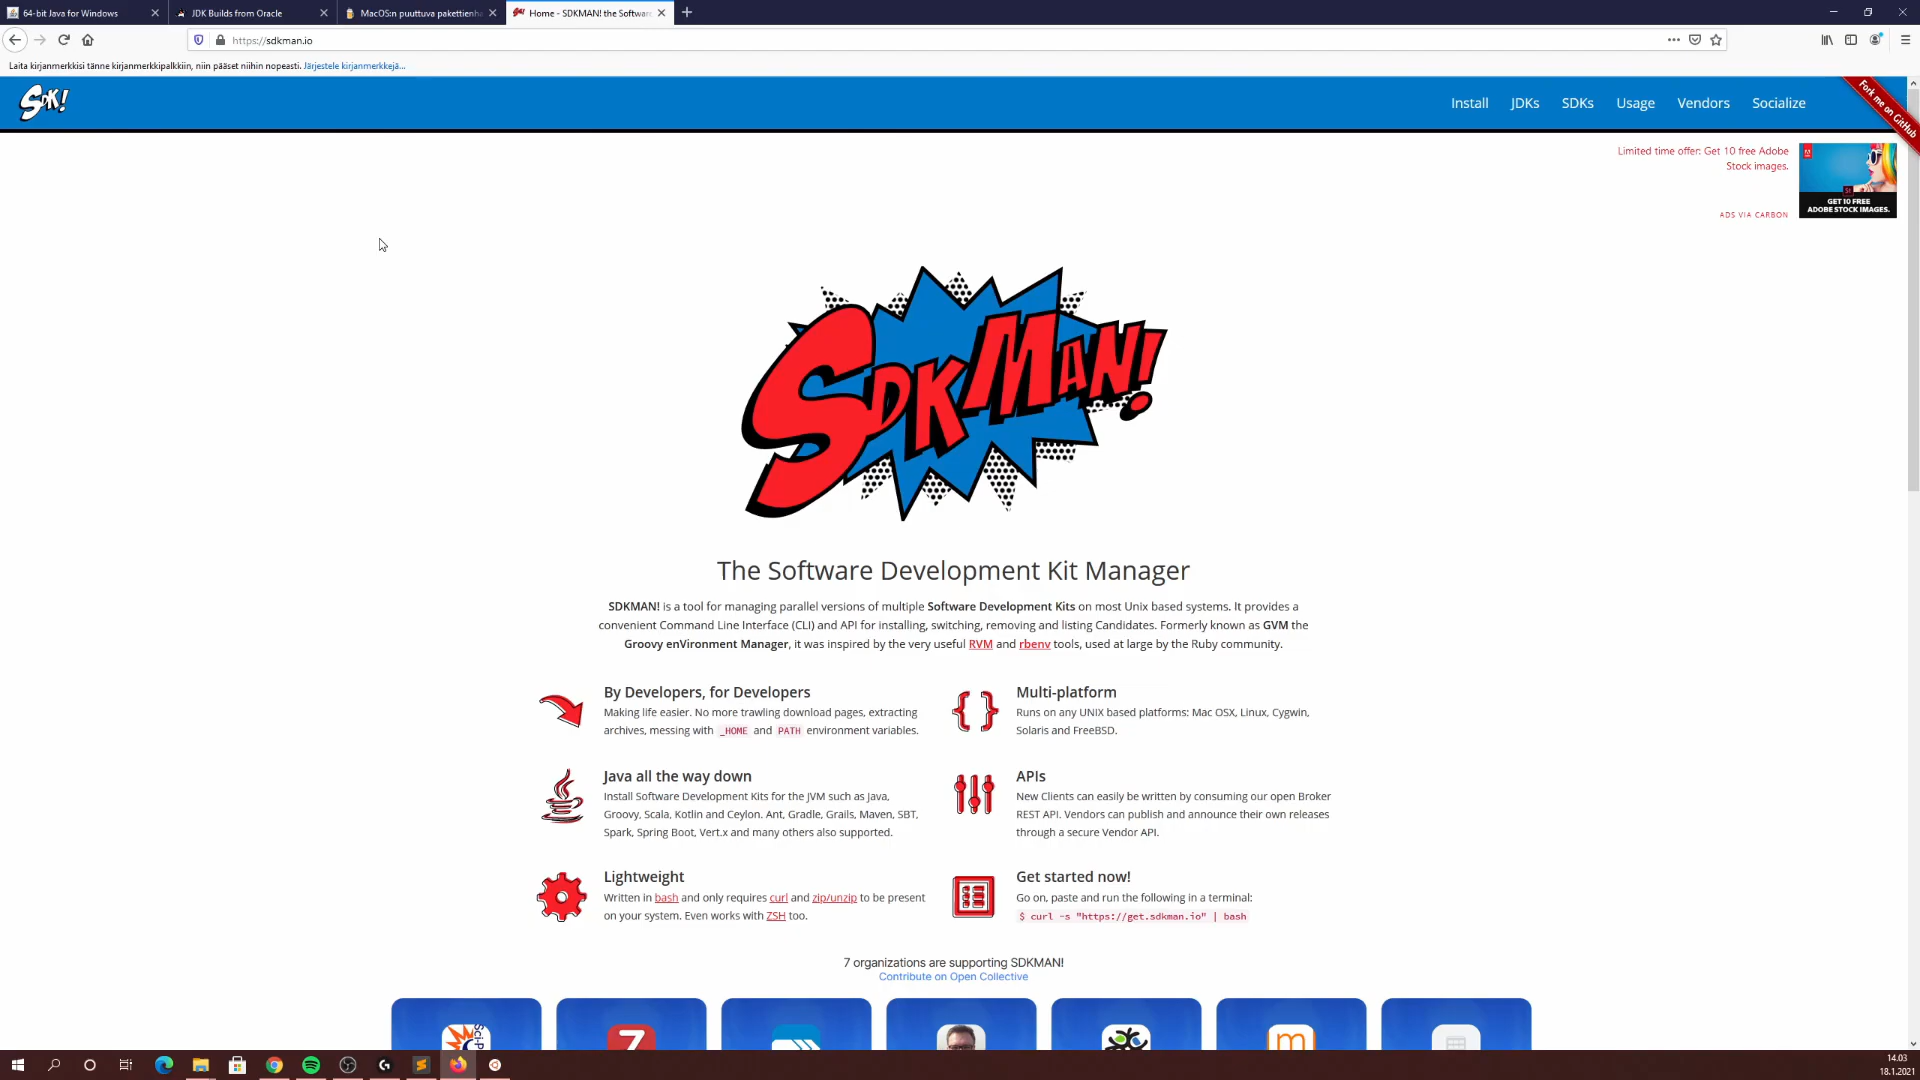 64-bit Java for Windows
JDK Builds from Oracle
MacOS:n puuttuva pakettienha
Home - SDKMAN! the Softwar
https://sdkman.io
Laita kirjanmerkkisi tänne kirjanmerkkipalkkiin, niin pääset niihin nopeasti. Järjestele kirjanmerkkejä...
SDK!
Install
JDKs
SDKs
Usage
Vendors
Socialize
Fork me on GitHub
Limited time offer: Get 10 free Adobe
Stock images.
ADS VIA CARBON
St
GET 10 FREE
ADOBE STOCK IMAGES.
SDKMAN!
The Software Development Kit Manager
SDKMAN! is a tool for managing parallel versions of multiple Software Development Kits on most Unix based systems. It provides a
convenient Command Line Interface (CLI) and API for installing, switching, removing and listing Candidates. Formerly known as GVM the
Groovy enVironment Manager, it was inspired by the very useful RVM and rbenv tools, used at large by the Ruby community.
By Developers, for Developers
Making life easier. No more trawling download pages, extracting
archives, messing with _HOME and PATH environment variables.
Multi-platform
Runs on any UNIX based platforms: Mac OSX, Linux, Cygwin,
Solaris and FreeBSD.
Java all the way down
Install Software Development Kits for the JVM such as Java,
Groovy, Scala, Kotlin and Ceylon. Ant, Gradle, Grails, Maven, SBT,
Spark, Spring Boot, Vert.x and many others also supported.
APIs
New Clients can easily be written by consuming our open Broker
REST API. Vendors can publish and announce their own releases
through a secure Vendor API.
Lightweight
Written in bash and only requires curl and zip/unzip to be present
on your system. Even works with ZSH too.
Get started now!
Go on, paste and run the following in a terminal:
$ curl -s "https://get.sdkman.io" | bash
7 organizations are supporting SDKMAN!
Contribute on Open Collective
14.03
18.1.2021